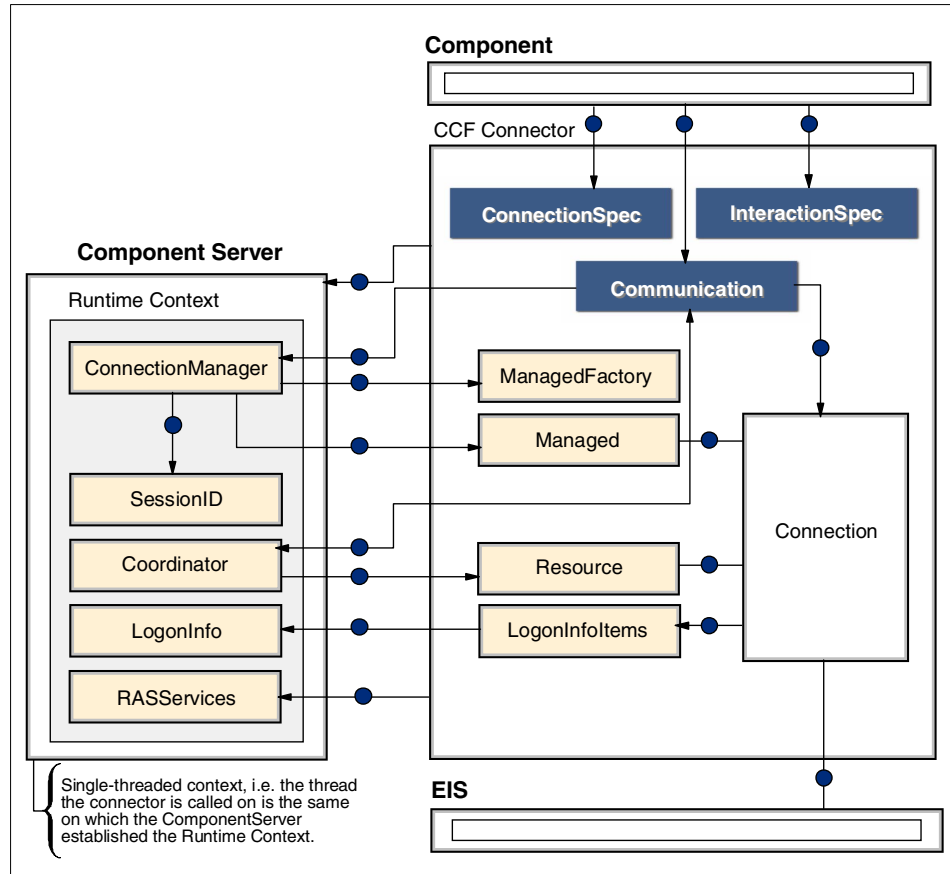 Component
CCF Connector
ConnectionSpec
InteractionSpec
Component Server
Communication
Runtime Context
ConnectionManager
ManagedFactory
Managed
SessionID
Connection
Coordinator
Resource
LogonInfo
LogonInfoItems
RASServices
Single-threaded context, i.e. the thread
the connector is called on is the same
on which the ComponentServer
established the Runtime Context.
EIS